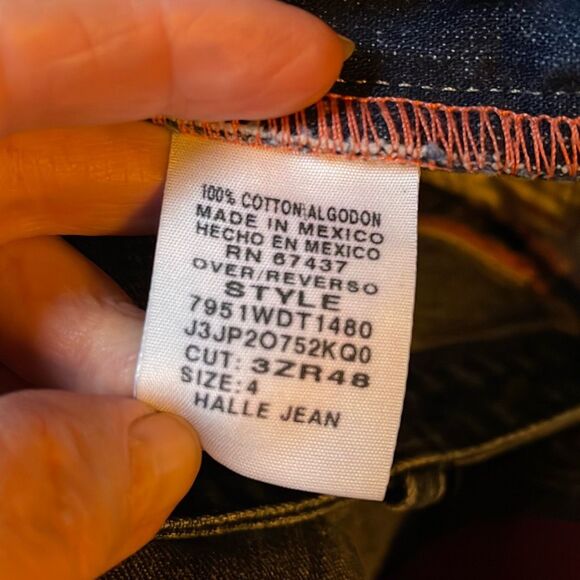 100% COTTON/ALGODON
MADE IN MEXICO
HECHO EN MEXICO
RN 67437
OVER/REVERSO
STYLE
7951WDT1480
J3JP20752KQ0
CUT: 3ZR48
SIZE: 4
HALLE JEAN